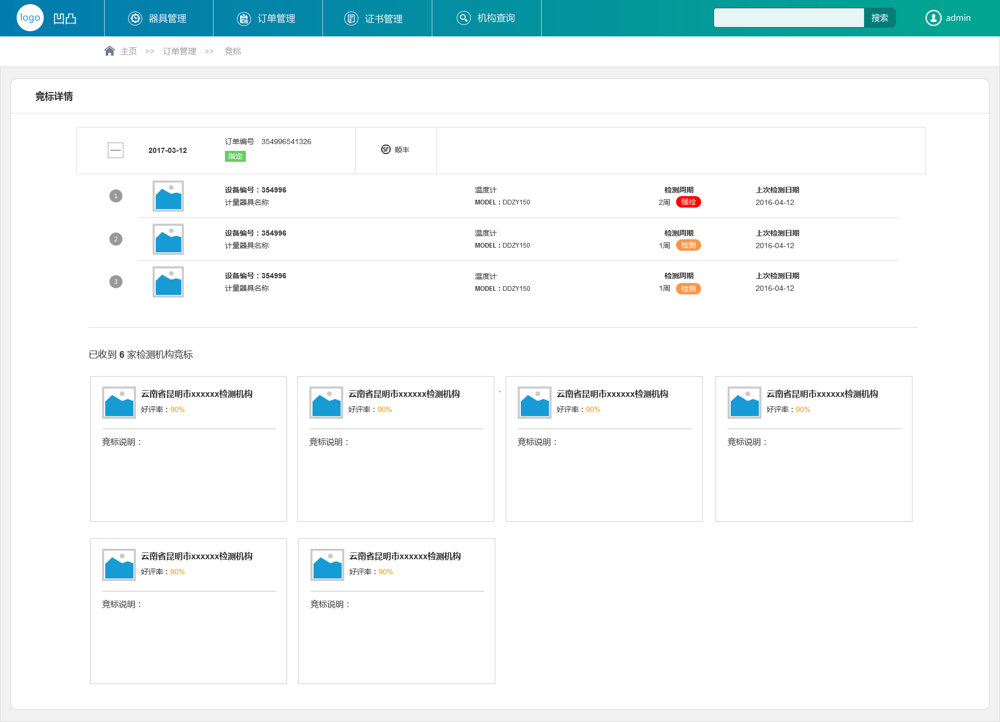 logo 凹凸 器具管理 订单管理 证书管理 机构查询 搜索 admin
主页 >> 订单管理 >> 竞标
竞标详情
2017-03-12 订单编号 354996541326 SF 顺丰
指定
1 设备编号：354996 温度计 检测周期 上次检测日期
计量器具名称 MODEL：DDZY150 2周 强检 2016-04-12
2 设备编号：354996 温度计 检测周期 上次检测日期
计量器具名称 MODEL：DDZY150 1周 检测 2016-04-12
3 设备编号：354996 温度计 检测周期 上次检测日期
计量器具名称 MODEL：DDZY150 1周 检测 2016-04-12
已收到 6 家检测机构竞标
云南省昆明市xxxxxx检测机构 云南省昆明市xxxxxx检测机构 ` 云南省昆明市xxxxxx检测机构 云南省昆明市xxxxxx检测机构
好评率：90% 好评率：90% 好评率：90% 好评率：90%
竞标说明： 竞标说明： 竞标说明： 竞标说明：
云南省昆明市xxxxxx检测机构 云南省昆明市xxxxxx检测机构
好评率：90% 好评率：90%
竞标说明： 竞标说明：